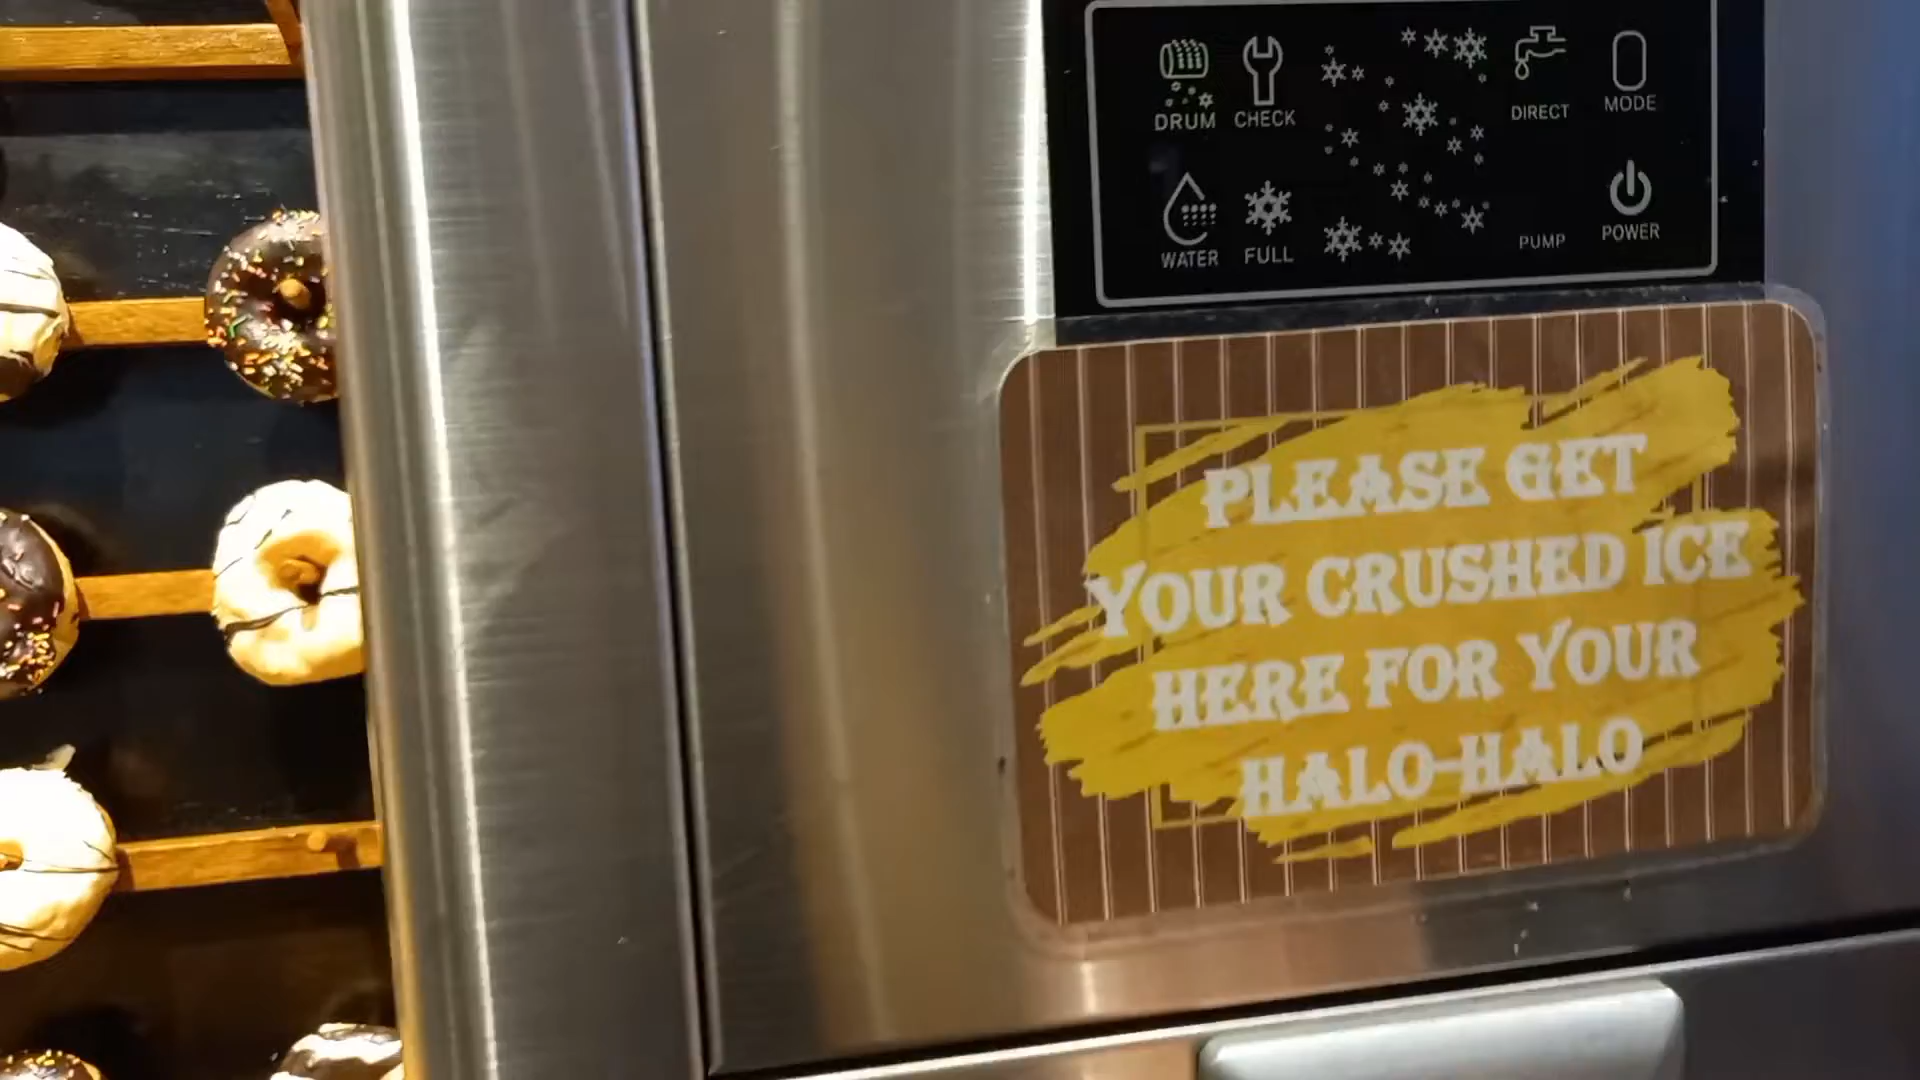 DRUM CHECK DIRECT MODE
WATER FULL PUMP POWER
PLEASE GET
YOUR CRUSHED ICE
HERE FOR YOUR
HALO-HALO